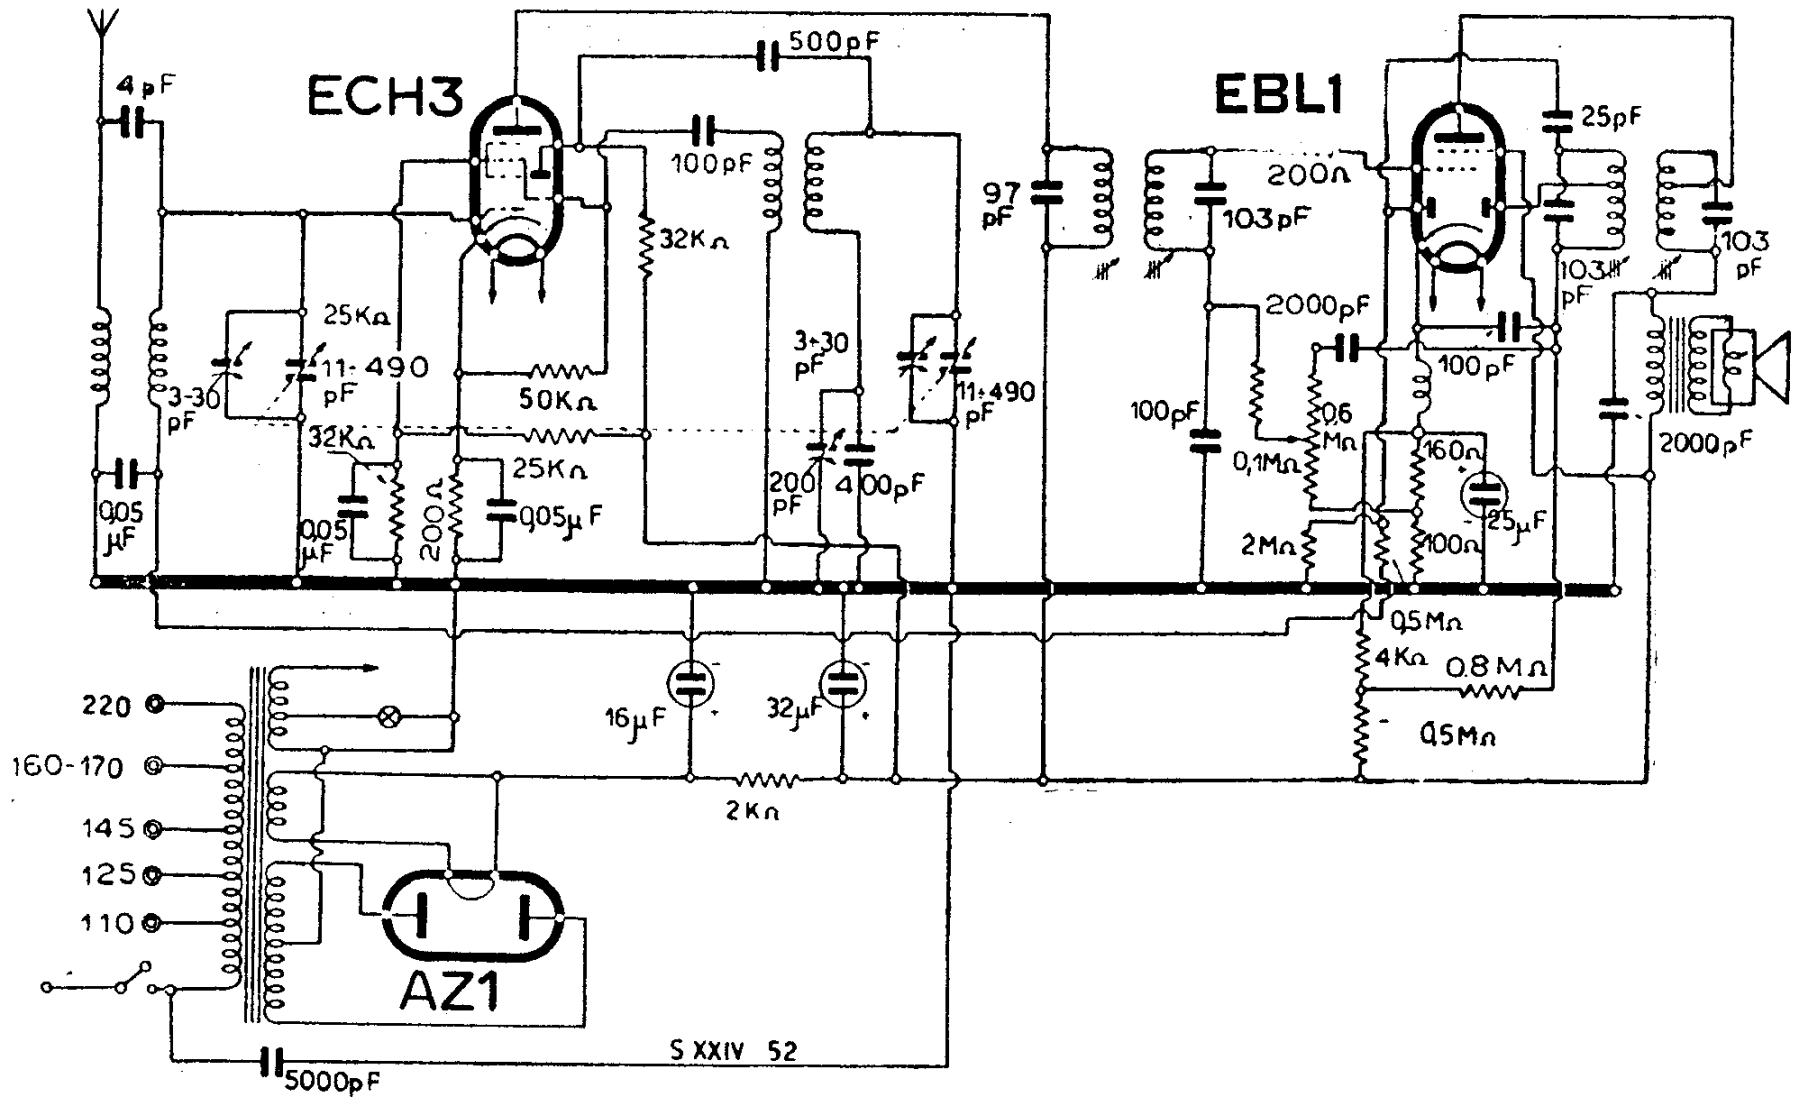 500pF
4pF
ECH3
EBL1
25pF
100pF
97
pF
200Ω
103pF
32KΩ
103
pF
103
pF
25KΩ
2000pF
3÷30
pF
11÷490
pF
3-30
pF
11÷490
pF
100pF
50KΩ
32KΩ
25KΩ
100pF
0,6
MΩ
0,1MΩ
160Ω
+
2000pF
200
pF
400pF
0,05
µF
0,05
µF
200Ω
0,05µF
-
25µF
2MΩ
100Ω
0,5MΩ
4KΩ
0.8MΩ
-
-
16µF
+
32µF
+
220
-
0,5MΩ
160-170
2KΩ
145
125
110
AZ1
S XXIV 52
5000pF